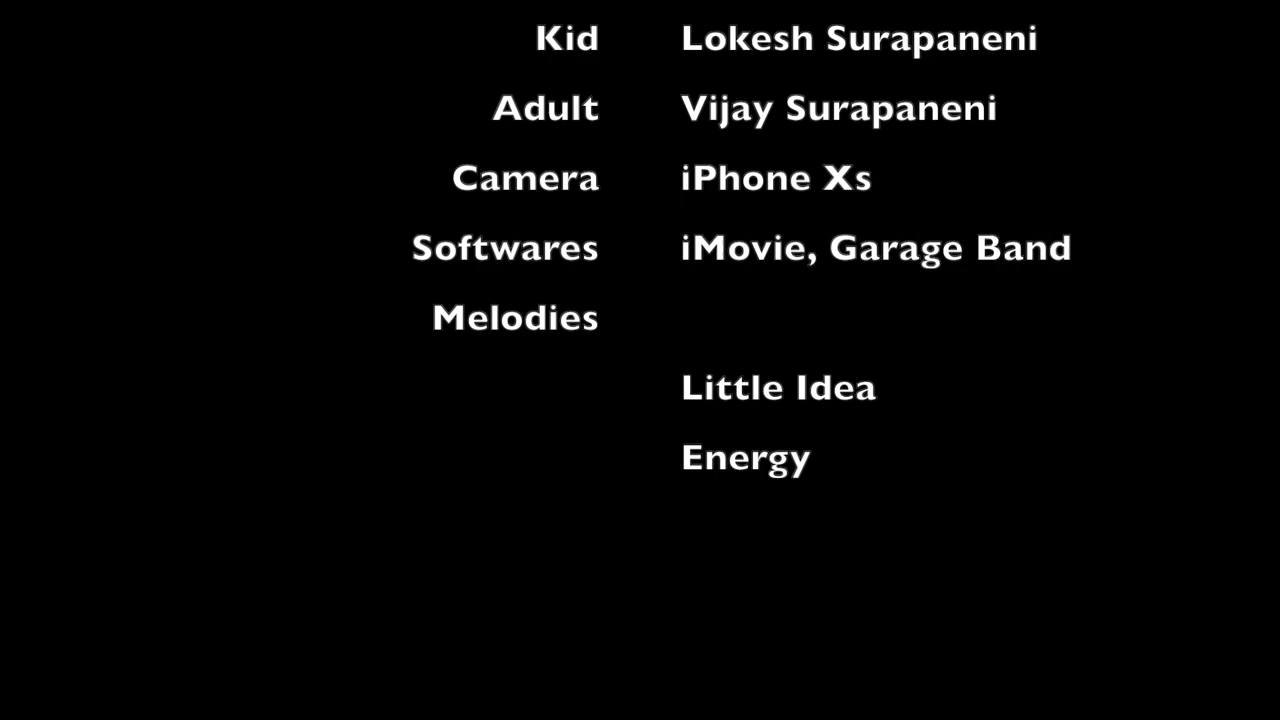 Kid Lokesh Surapaneni
Adult Vijay Surapaneni
Camera iPhone Xs
Softwares iMovie, Garage Band
Melodies
Little Idea
Energy